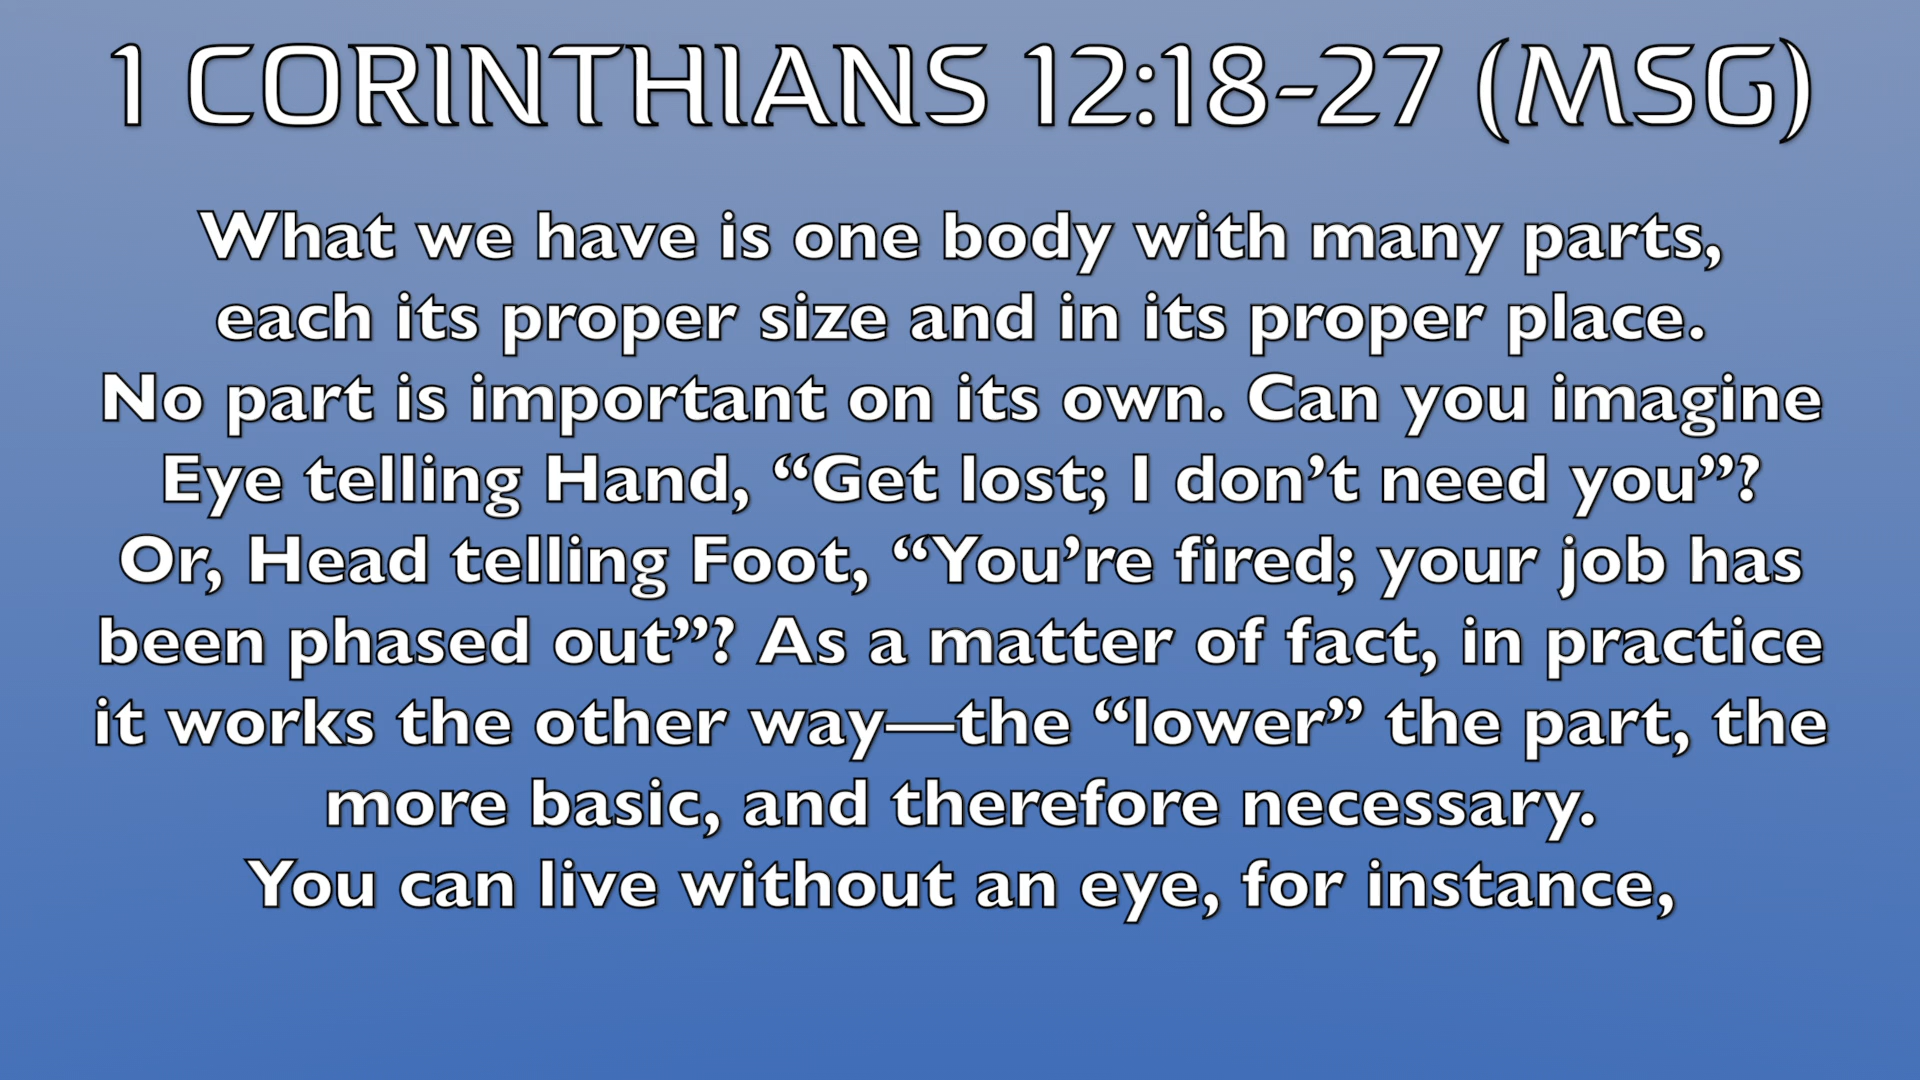 1 CORINTHIANS 12:18-27 (MSG)
What we have is one body with many parts,
each its proper size and in its proper place.
No part is important on its own. Can you imagine
Eye telling Hand, “Get lost; I don’t need you”?
Or, Head telling Foot, “You’re fired; your job has
been phased out”? As a matter of fact, in practice
it works the other way—the “lower” the part, the
more basic, and therefore necessary.
You can live without an eye, for instance,